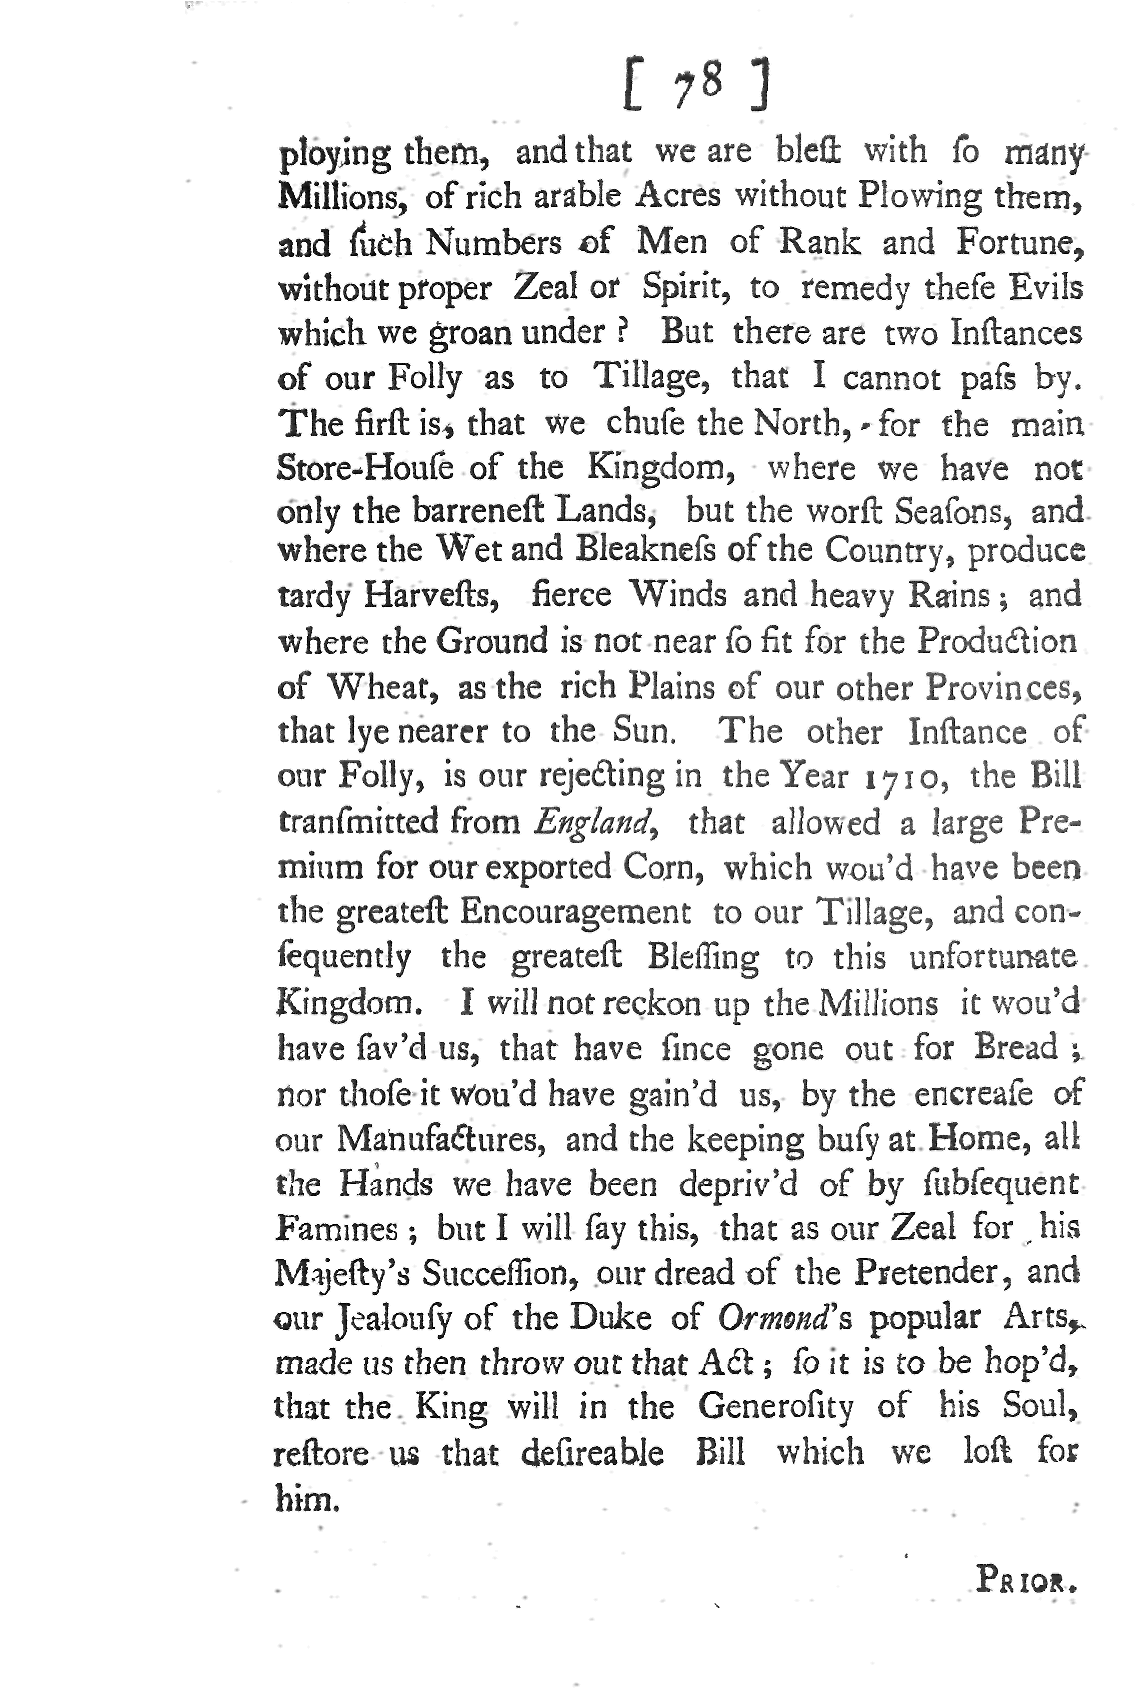 [ 78 ]
ploying them, and that we are bleſt with ſo many
Millions, of rich arable Acres without Plowing them,
and ſuch Numbers of Men of Rank and Fortune,
without proper Zeal or Spirit, to remedy theſe Evils
which we groan under ? But there are two Inſtances
of our Folly as to Tillage, that I cannot paſs by.
The firſt is, that we chuſe the North, for the main
Store-Houſe of the Kingdom, where we have not
only the barreneſt Lands, but the worſt Seaſons, and
where the Wet and Bleakneſs of the Country, produce
tardy Harveſts, fierce Winds and heavy Rains ; and
where the Ground is not near ſo fit for the Production
of Wheat, as the rich Plains of our other Provinces,
that lye nearer to the Sun. The other Inſtance of
our Folly, is our rejecting in the Year 1710, the Bill
tranſmitted from England, that allowed a large Pre-
mium for our exported Corn, which wou'd have been
the greateſt Encouragement to our Tillage, and con-
ſequently the greateſt Bleſſing to this unfortunate
Kingdom. I will not reckon up the Millions it wou'd
have ſav'd us, that have ſince gone out for Bread ;
nor thoſe it wou'd have gain'd us, by the encreaſe of
our Manufactures, and the keeping buſy at Home, all
the Hands we have been depriv'd of by ſubſequent
Famines ; but I will ſay this, that as our Zeal for his
Majeſty's Succeſſion, our dread of the Pretender, and
our Jealouſy of the Duke of Ormond's popular Arts,
made us then throw out that Act ; ſo it is to be hop'd,
that the King will in the Generoſity of his Soul,
reſtore us that deſireable Bill which we loſt for
him.
PRIOR.